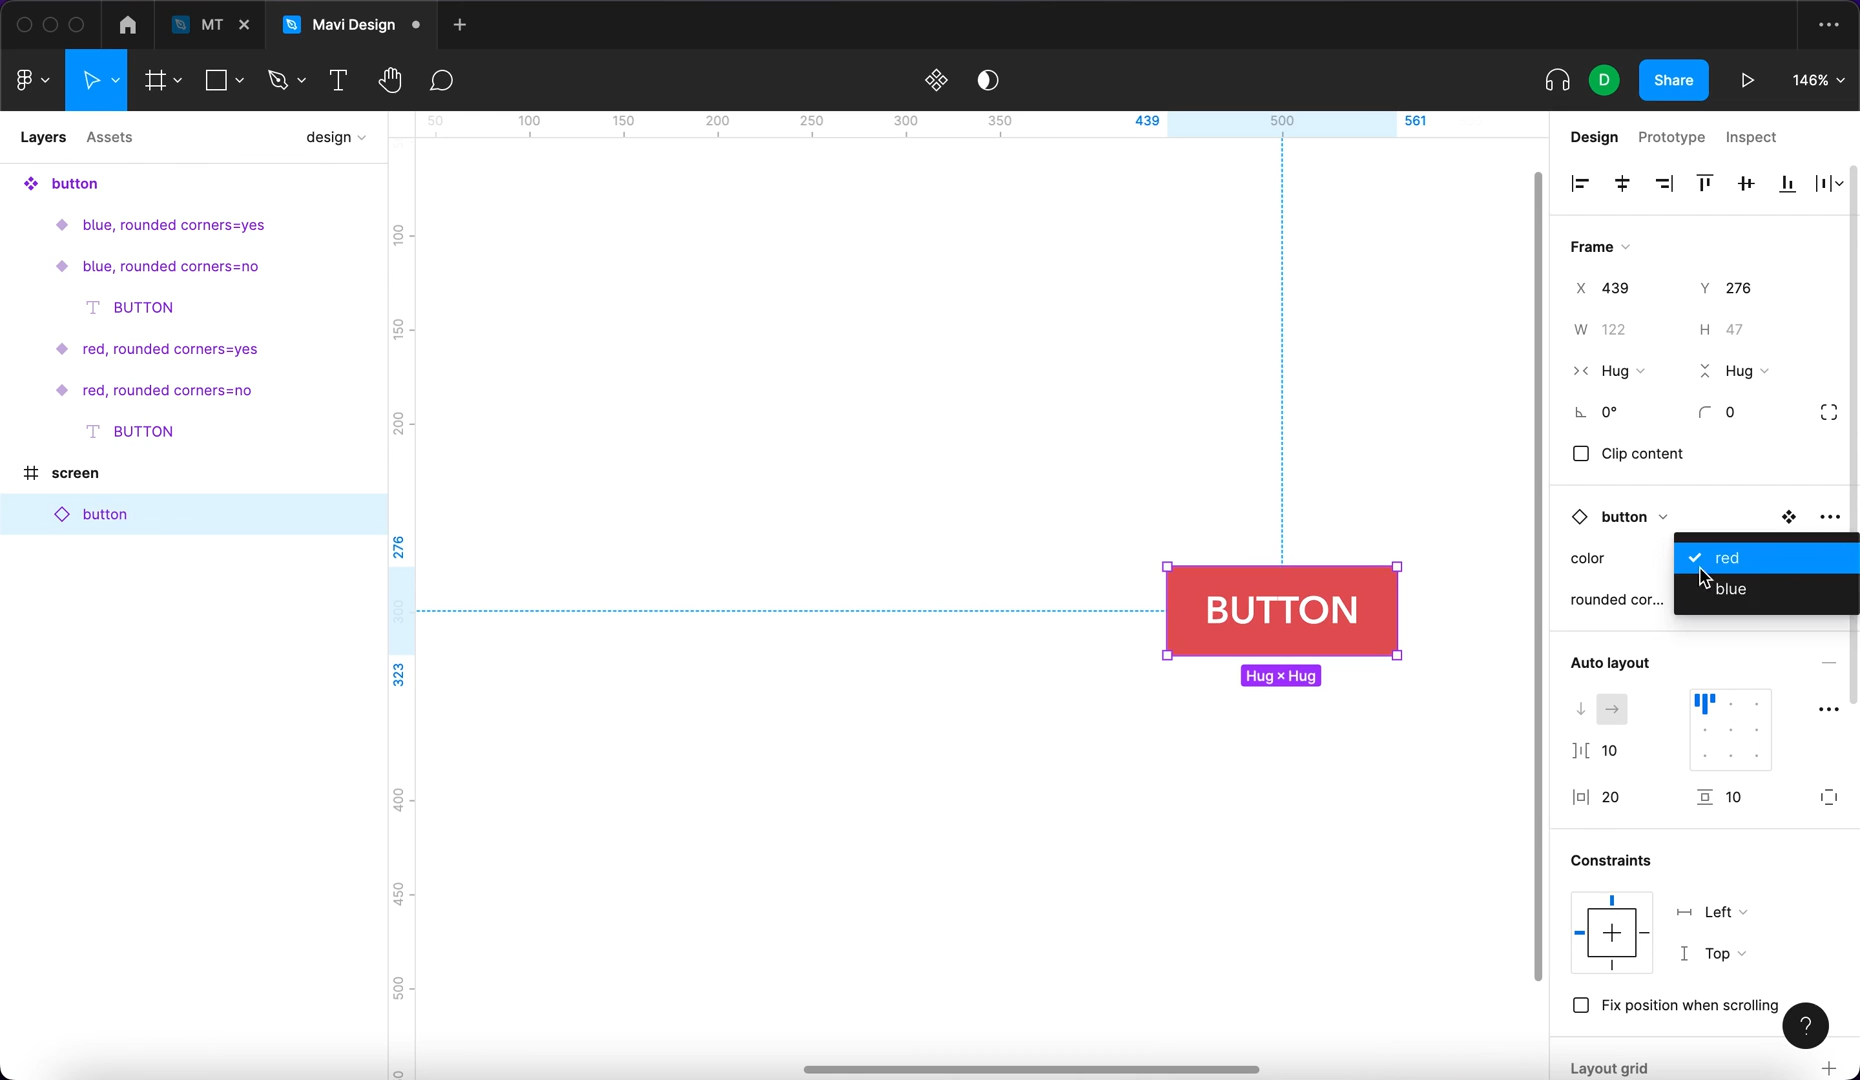 MT
Mavi Design
Share
146%
Layers Assets design
button
blue, rounded corners=yes
blue, rounded corners=no
BUTTON
red, rounded corners=yes
red, rounded corners=no
BUTTON
screen
button
50 100 150 200 250 300 350 439 500 561
100
150
200
276
300
323
400
450
500
BUTTON
Hug × Hug
D
Design Prototype Inspect
Frame
X 439 Y 276
W 122 H 47
Hug Hug
0° 0
Clip content
button
color red
blue
rounded cor...
Auto layout
10
20 10
Constraints
Left
Top
Fix position when scrolling
?
Layout grid